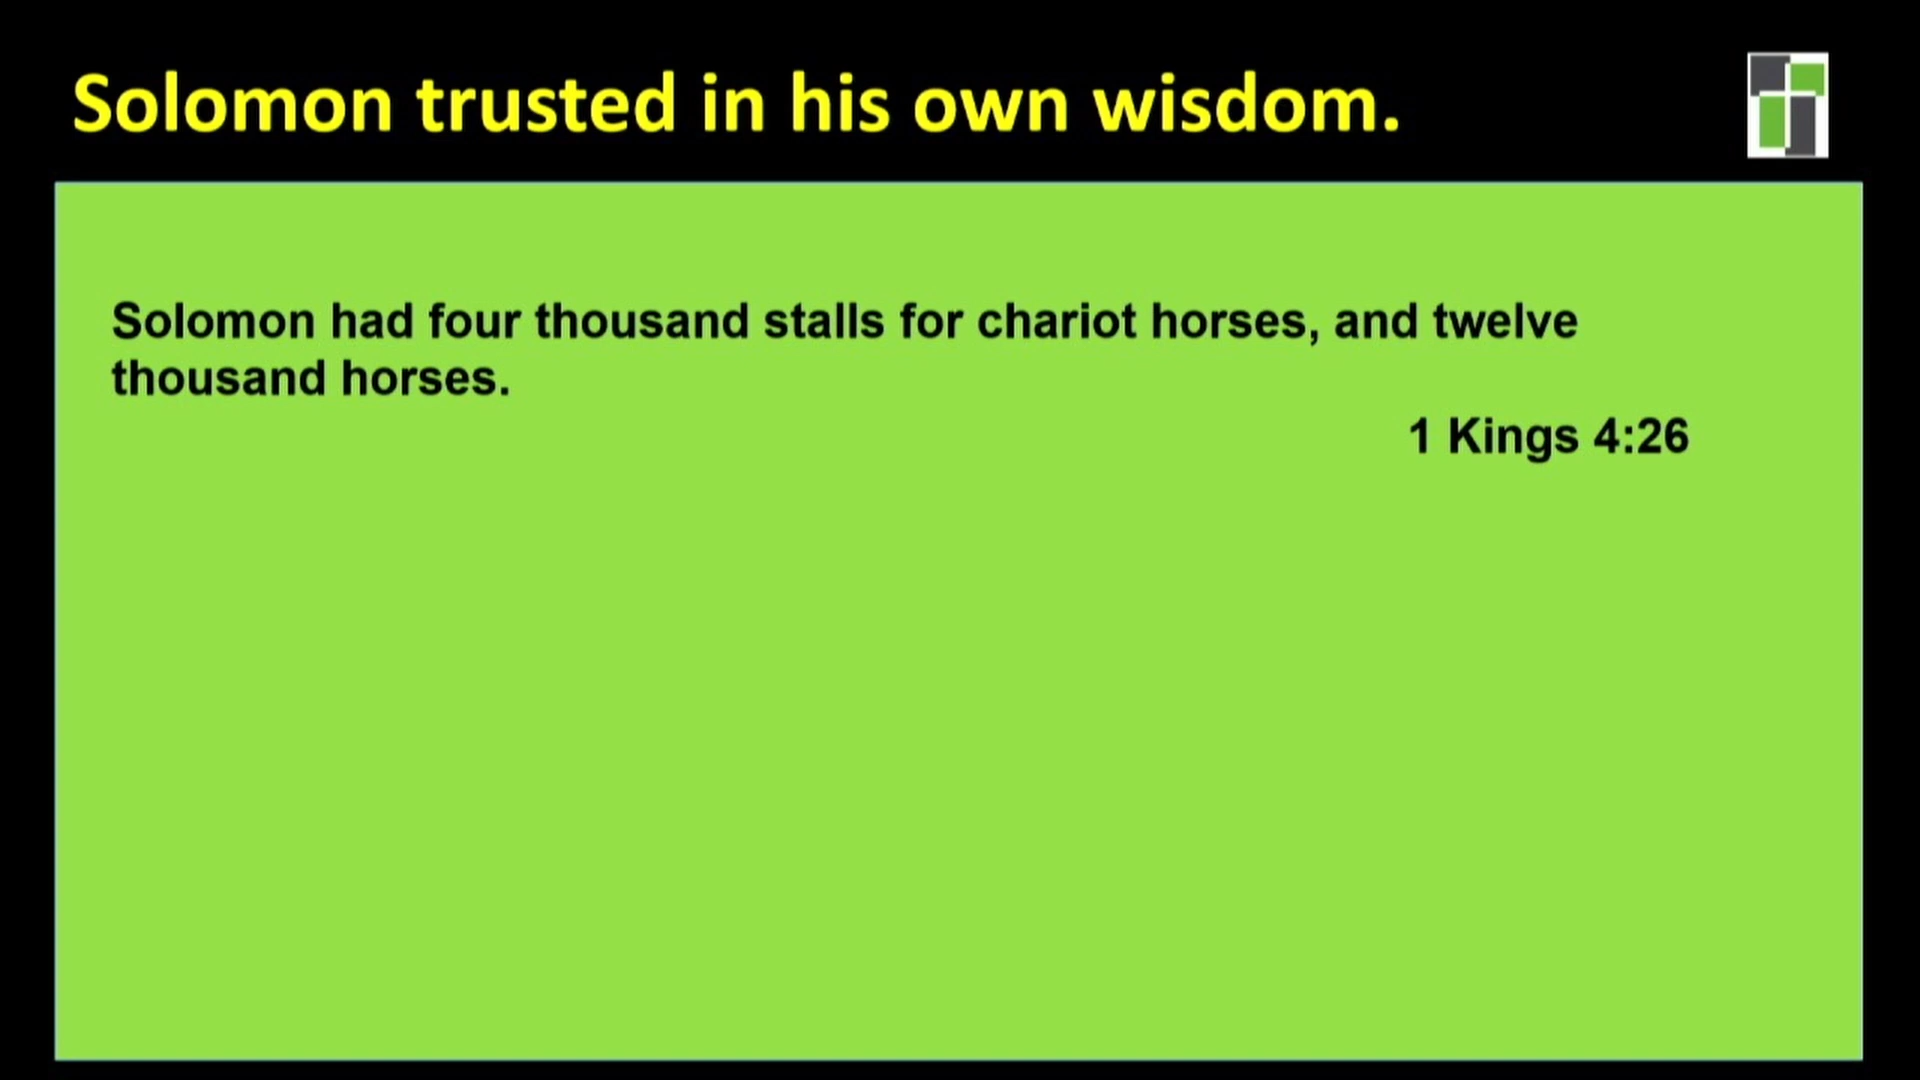 Solomon trusted in his own wisdom.
Solomon had four thousand stalls for chariot horses, and twelve
thousand horses.
1 Kings 4:26